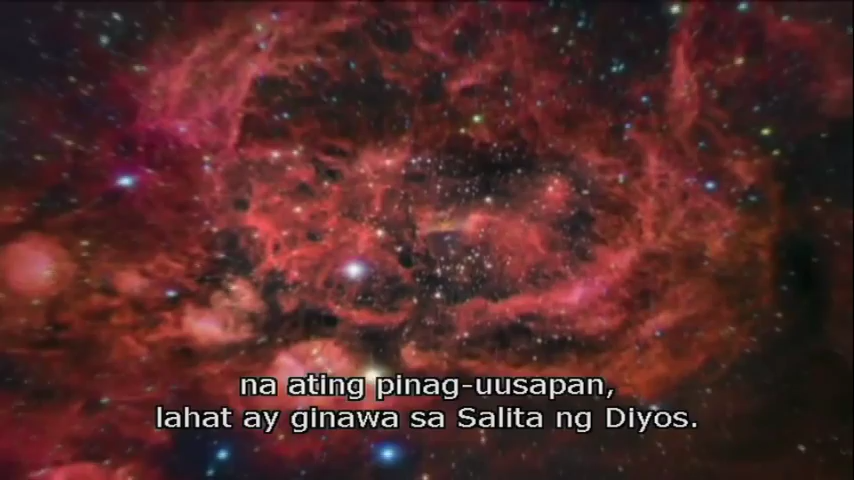 na ating pinag-uusapan,
lahat ay ginawa sa Salita ng Diyos.